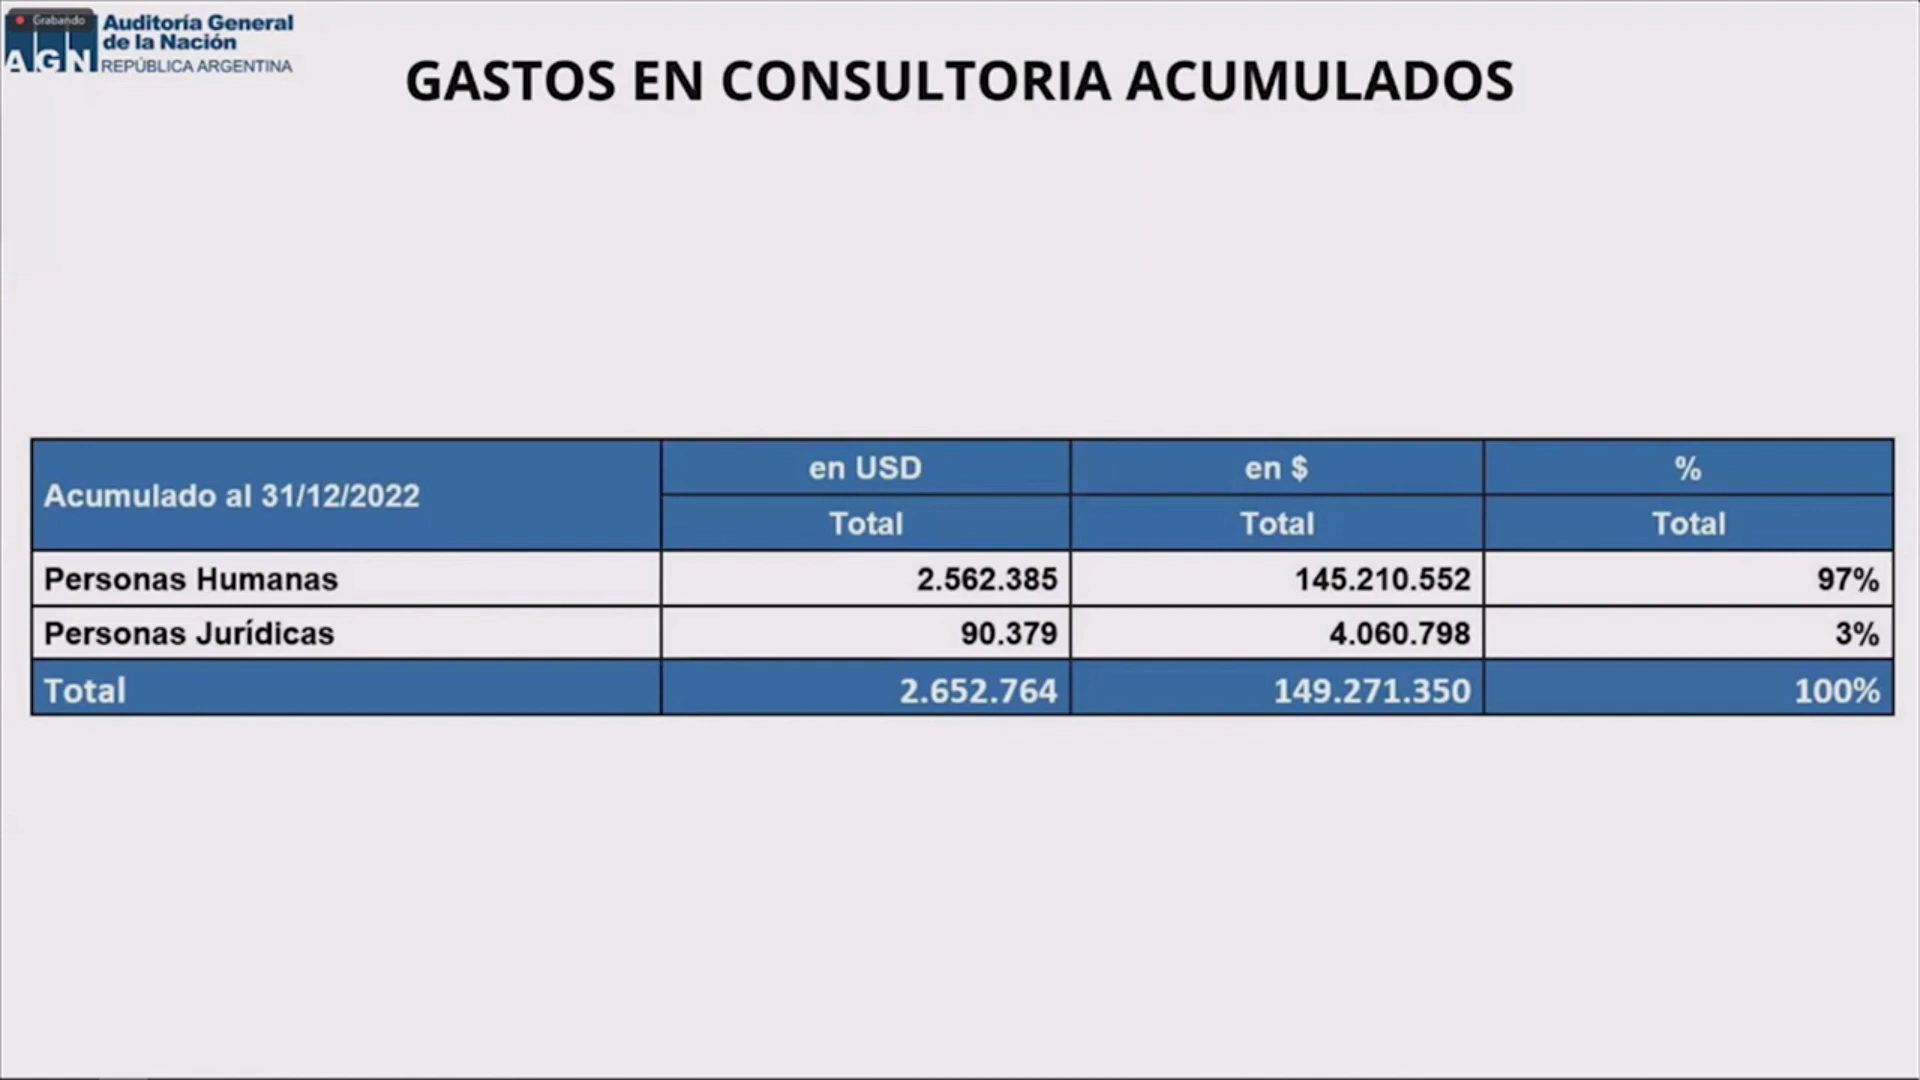 Grabando
AGN
Auditoría General
de la Nación
REPÚBLICA ARGENTINA
GASTOS EN CONSULTORIA ACUMULADOS
Acumulado al 31/12/2022
en USD en $ %
Total Total Total
Personas Humanas 2.562.385 145.210.552 97%
Personas Jurídicas 90.379 4.060.798 3%
Total 2.652.764 149.271.350 100%